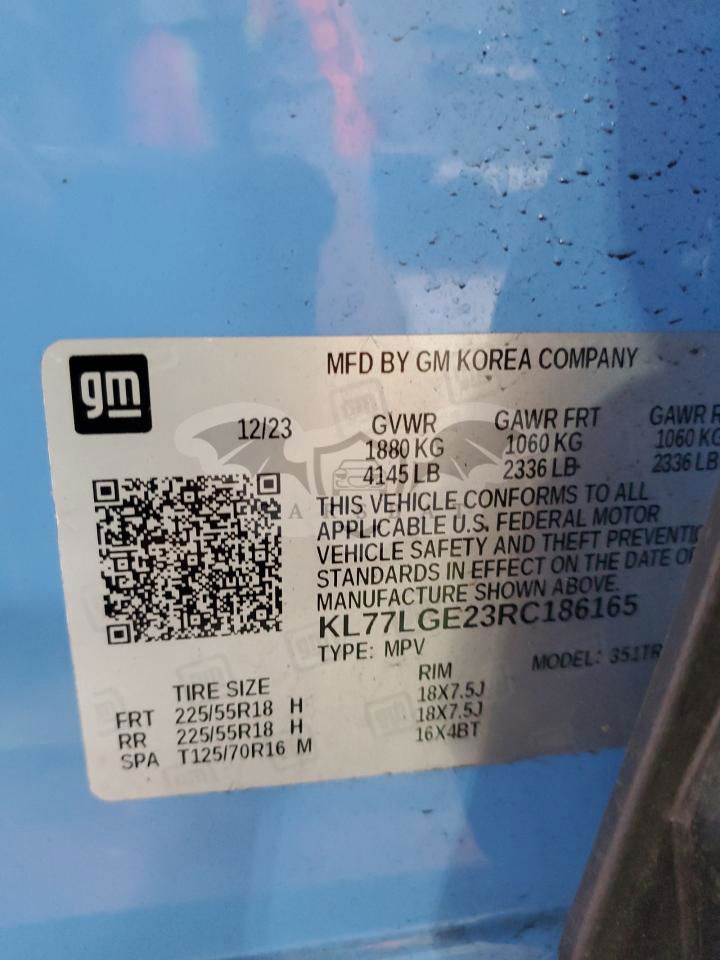 gm
MFD BY GM KOREA COMPANY
12/23 GVWR GAWR FRT GAWR
1880 KG 1060 KG 1060 KG
4145 LB 2336 LB 2336 LB
THIS VEHICLE CONFORMS TO ALL
APPLICABLE U.S. FEDERAL MOTOR
VEHICLE SAFETY AND THEFT
STANDARDS IN EFFECT ON THE DATE OF
MANUFACTURE SHOWN ABOVE.
KL77LGE23RC186165
TYPE: MPV MODEL: 351TR
TIRE SIZE RIM
FRT 225/55R18 H 18X7.5J
RR 225/55R18 H 18X7.5J
SPA T125/70R16 M 16X4BT